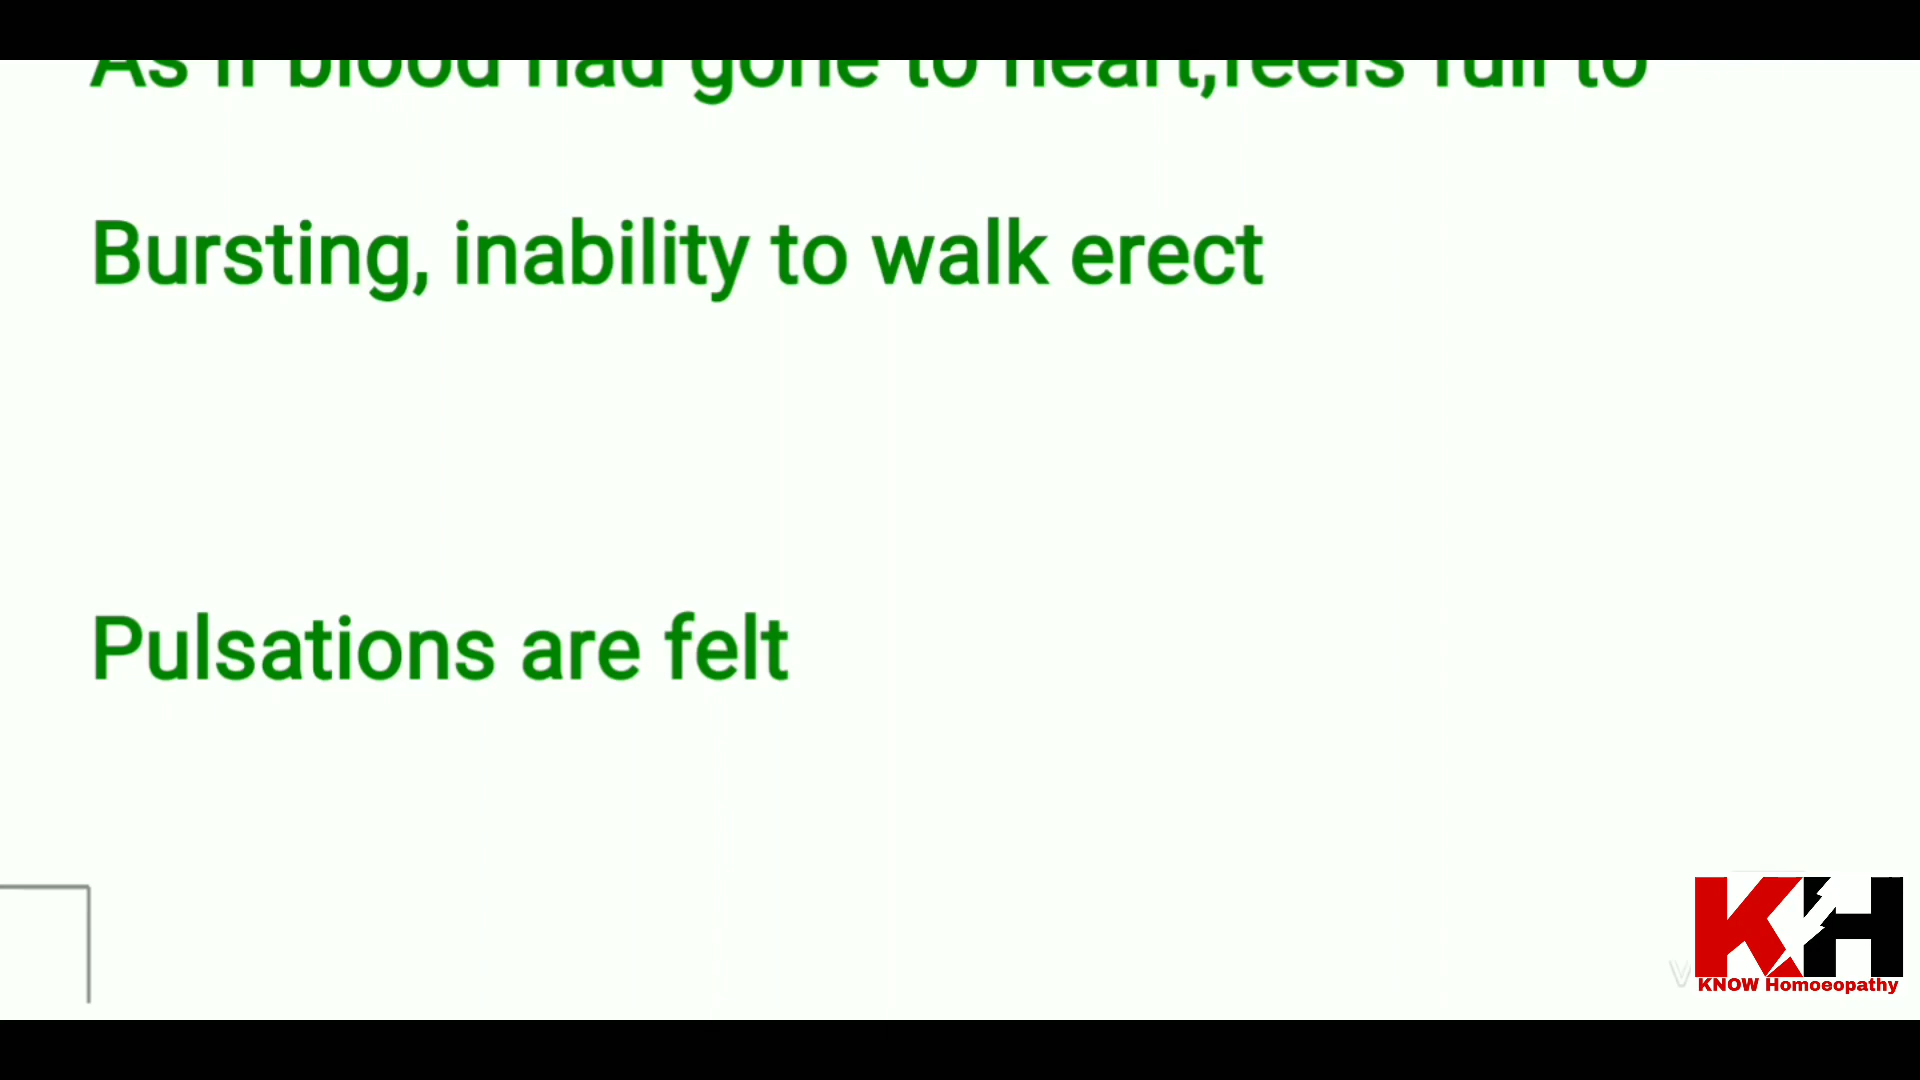 As if blood had gone to heart,feels full to
Bursting, inability to walk erect
Pulsations are felt
KH
KNOW Homoeopathy